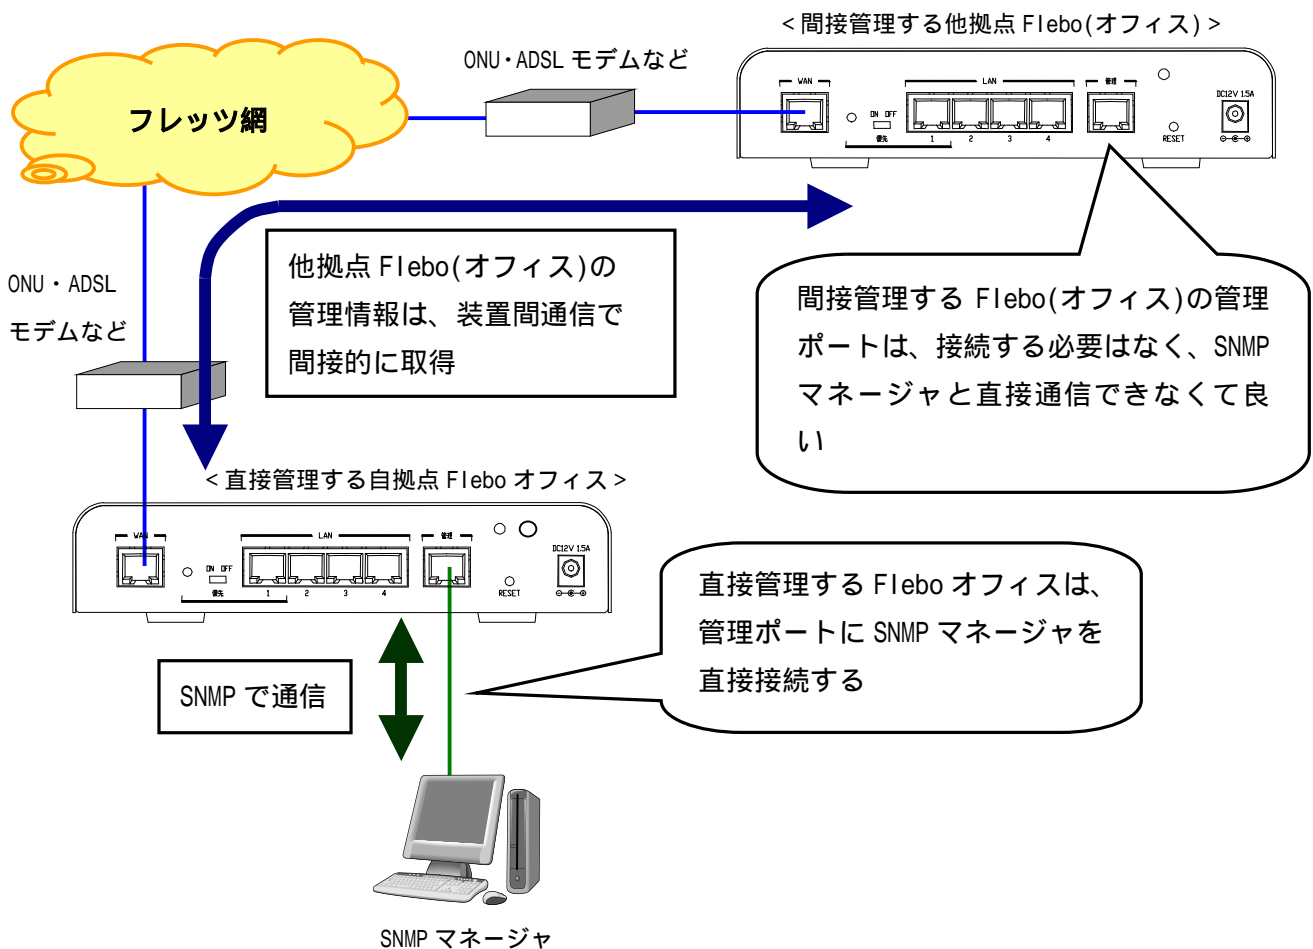 <間接管理する他拠点 Flebo(オフィス)>
ONU・ADSL モデムなど
フレッツ網
WAN
LAN
管理
DC12V 1.5A
ON OFF
優先
1 2 3 4
RESET
他拠点 Flebo(オフィス)の
管理情報は、装置間通信で
間接的に取得
ONU・ADSL
モデムなど
間接管理する Flebo(オフィス)の管理
ポートは、接続する必要はなく、SNMP
マネージャと直接通信できなくて良
い
<直接管理する自拠点 Flebo オフィス>
WAN
LAN
管理
DC12V 1.5A
ON OFF
優先
1 2 3 4
RESET
直接管理する Flebo オフィスは、
管理ポートに SNMP マネージャを
直接接続する
SNMP で通信
SNMP マネージャ